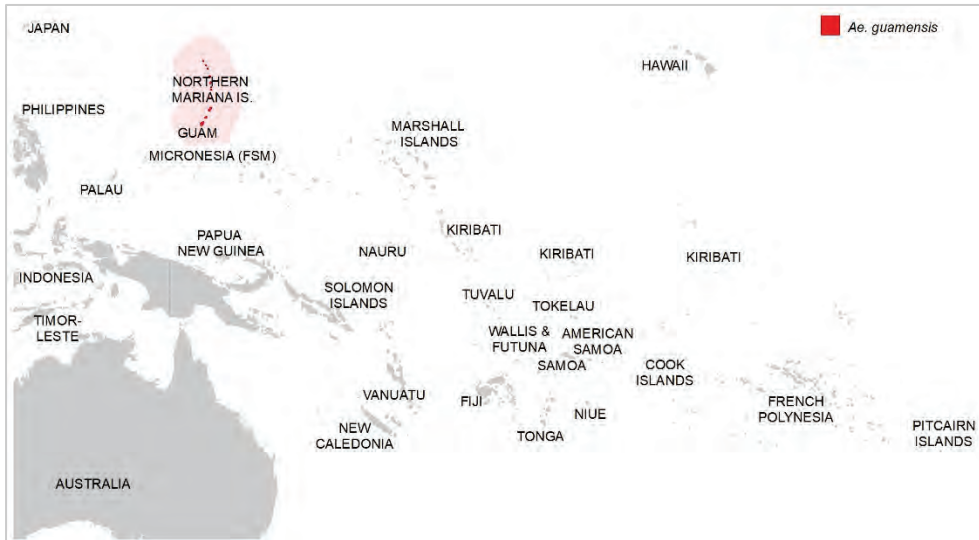 JAPAN
Ae. guamensis
HAWAII
NORTHERN
MARIANA IS.
PHILIPPINES
GUAM
MARSHALL
ISLANDS
MICRONESIA (FSM)
PALAU
KIRIBATI
PAPUA
NEW GUINEA
NAURU
KIRIBATI
KIRIBATI
INDONESIA
SOLOMON
ISLANDS
TUVALU
TOKELAU
TIMOR-
LESTE
WALLIS &
FUTUNA
AMERICAN
SAMOA
SAMOA
COOK
ISLANDS
VANUATU
FIJI
FRENCH
POLYNESIA
NIUE
NEW
CALEDONIA
TONGA
PITCAIRN
ISLANDS
AUSTRALIA